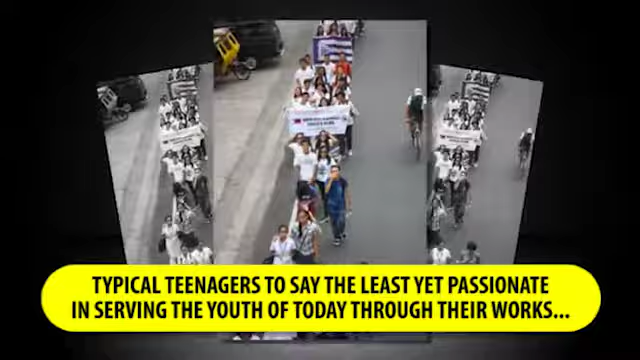 TYPICAL TEENAGERS TO SAY THE LEAST YET PASSIONATE
IN SERVING THE YOUTH OF TODAY THROUGH THEIR WORKS...